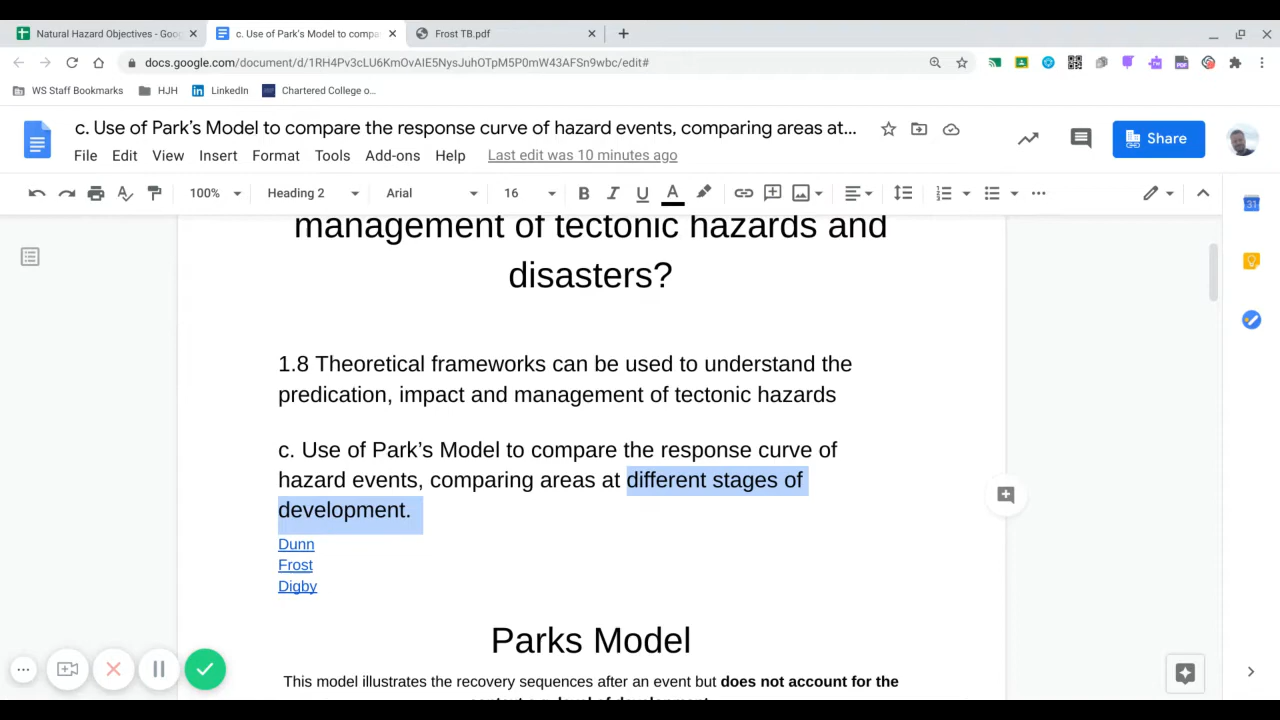 Natural Hazard Objectives - Goo
c. Use of Park's Model to compa
Frost TB.pdf
docs.google.com/document/d/1RH4Pv3cLU6KmOvAIE5NysJuhOTpM5P0mW43AFSn9wbc/edit#
WS Staff Bookmarks
HJH
LinkedIn
Chartered College o...
c. Use of Park's Model to compare the response curve of hazard events, comparing areas at...
File Edit View Insert Format Tools Add-ons Help Last edit was 10 minutes ago
Share
100% Heading 2 Arial 16 B I U A
management of tectonic hazards and
disasters?
1.8 Theoretical frameworks can be used to understand the
predication, impact and management of tectonic hazards
c. Use of Park's Model to compare the response curve of
hazard events, comparing areas at different stages of
development.
Dunn
Frost
Digby
Parks Model
This model illustrates the recovery sequences after an event but does not account for the